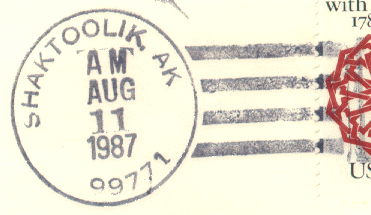 SHAKTOOLIK, AK
AM
AUG
11
1987
99771
with
178
US